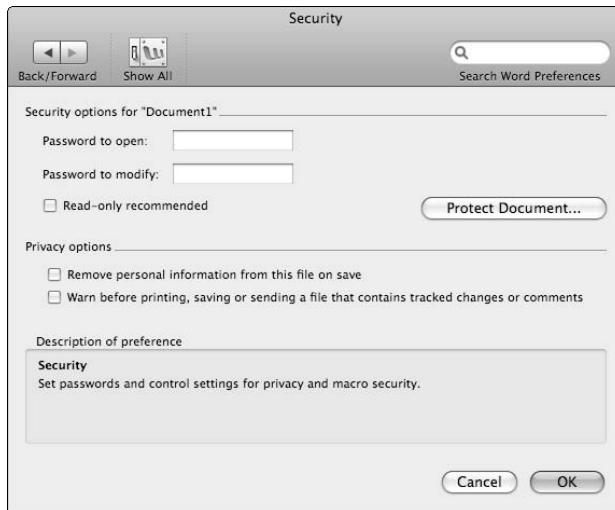 Security
Back/Forward
Show All
Search Word Preferences
Security options for "Document1"
Password to open:
Password to modify:
Read-only recommended
Protect Document...
Privacy options
Remove personal information from this file on save
Warn before printing, saving or sending a file that contains tracked changes or comments
Description of preference
Security
Set passwords and control settings for privacy and macro security.
Cancel
OK